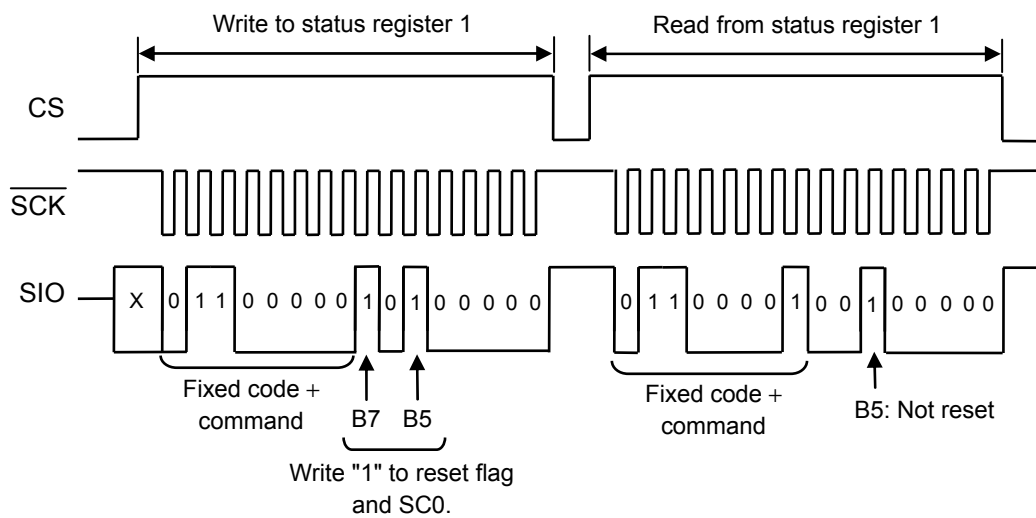 Write to status register 1
Read from status register 1
CS
SCK
SIO
X 0 1 1 0 0 0 0 0 1 0 1 0 0 0 0 0
0 1 1 0 0 0 0 1 0 0 1 0 0 0 0 0
Fixed code +
command
B7 B5
Write "1" to reset flag
and SC0.
Fixed code +
command
B5: Not reset